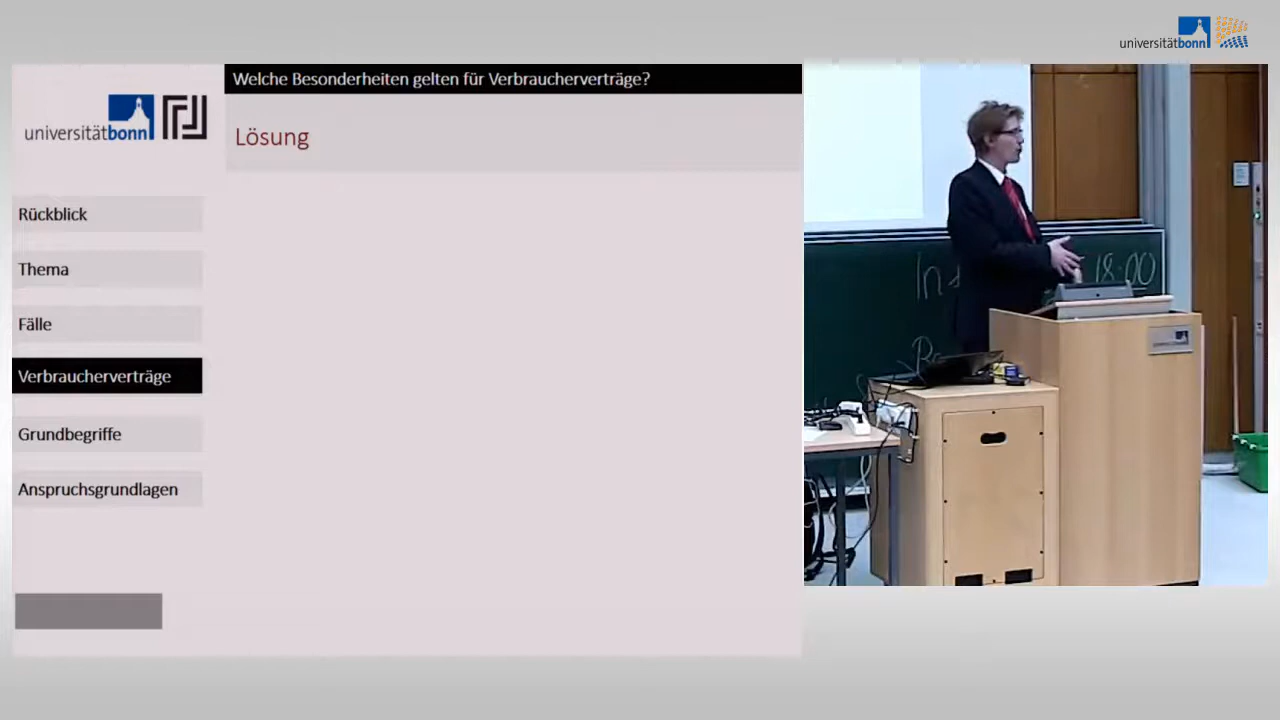 universitätbonn
Welche Besonderheiten gelten für Verbraucherverträge?
universitätbonn
Lösung
Rückblick
Thema
Fälle
Verbraucherverträge
Grundbegriffe
Anspruchsgrundlagen
18:00